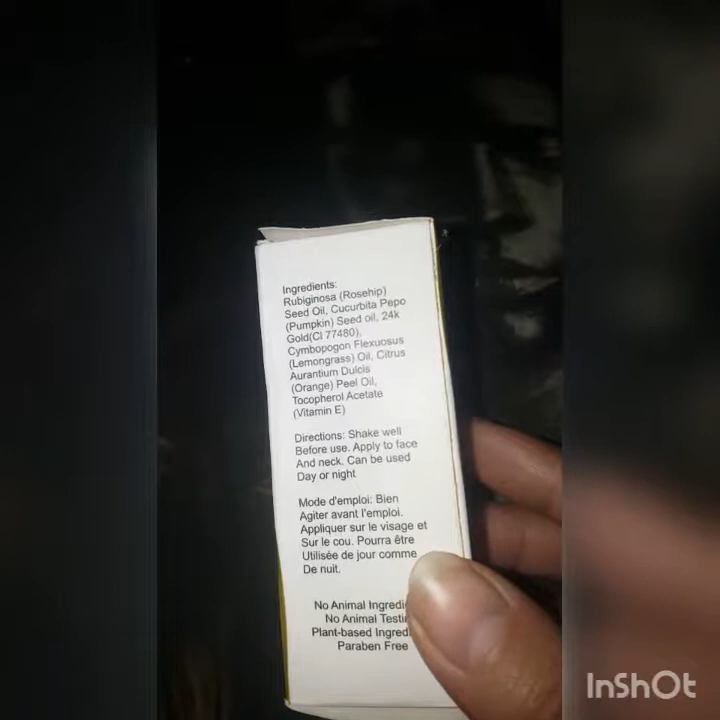 Ingredients:
Rubiginosa (Rosehip)
Seed Oil, Cucurbita Pepo
(Pumpkin) Seed oil, 24k
Gold(CI 77480),
Cymbopogon Flexuosus
(Lemongrass) Oil, Citrus
Aurantium Dulcis
(Orange) Peel Oil,
Tocopherol Acetate
(Vitamin E)
Directions: Shake well
Before use. Apply to face
And neck. Can be used
Day or night
Mode d'emploi: Bien
Agiter avant l'emploi.
Appliquer sur le visage et
Sur le cou. Pourra être
Utilisée de jour comme
De nuit.
No Animal
No Animal
Plant-based
Paraben Free
InShOt